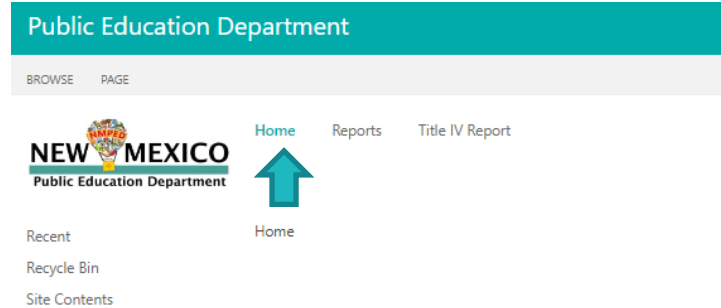 Public Education Department
BROWSE PAGE
NMPED
NEW MEXICO
Public Education Department
Home Reports Title IV Report
Home
Recent
Recycle Bin
Site Contents